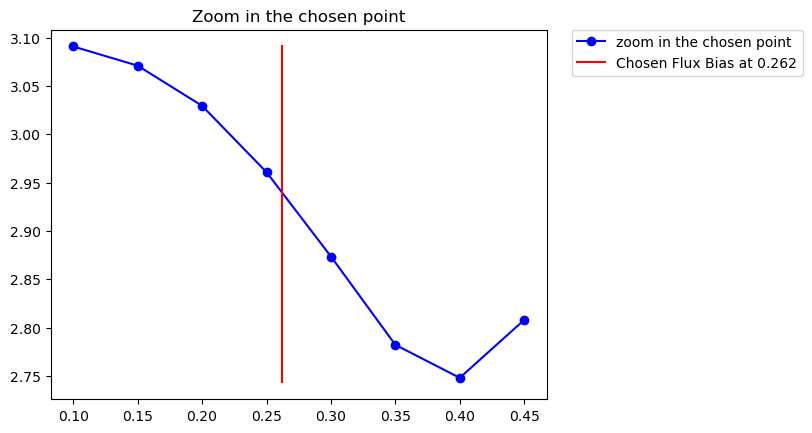 Zoom in the chosen point
zoom in the chosen point
Chosen Flux Bias at 0.262
3.10
3.05
3.00
2.95
2.90
2.85
2.80
2.75
0.10 0.15 0.20 0.25 0.30 0.35 0.40 0.45